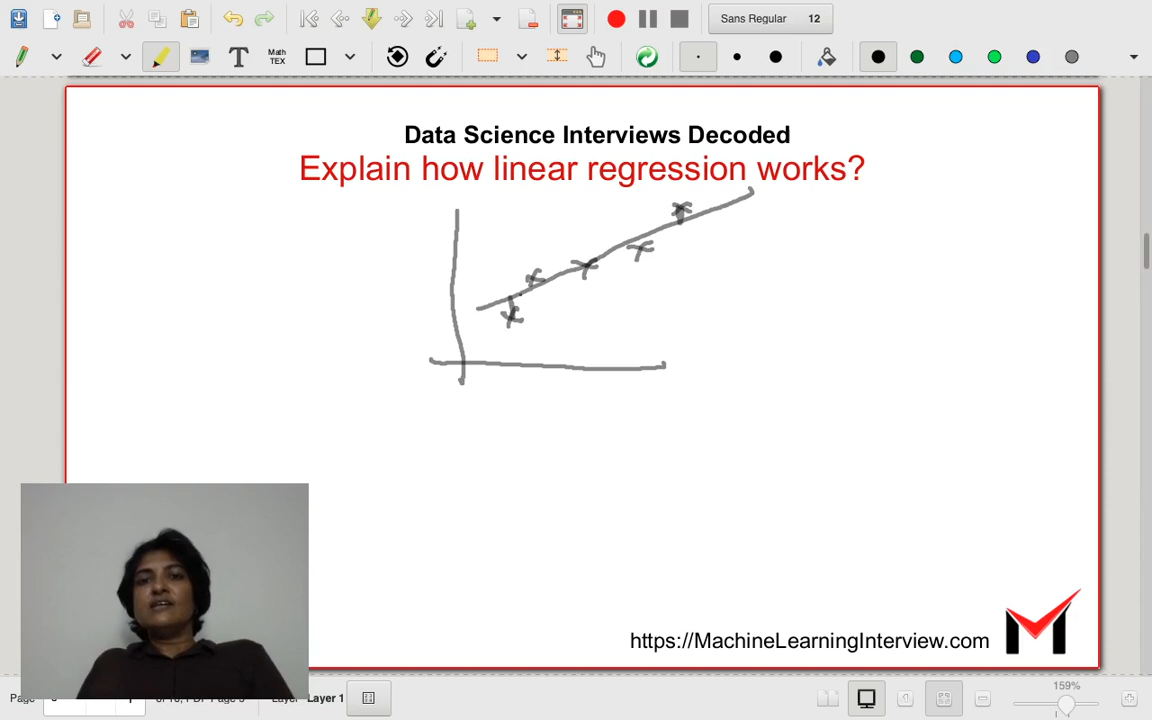 Sans Regular 12
Math
TEX
Data Science Interviews Decoded
Explain how linear regression works?
https://MachineLearningInterview.com
Page
Layer
Layer 1
159%